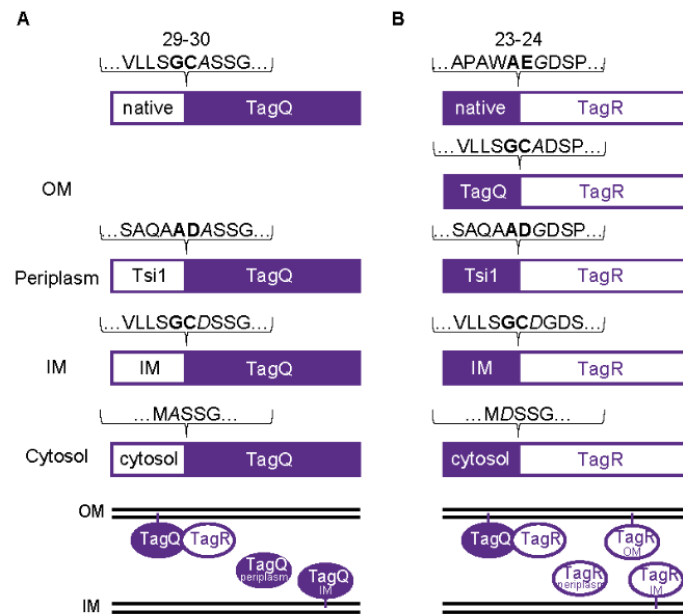 A
B
29-30
23-24
...VLLSGCASSG...
...APAWAEGDSP...
native TagQ
native TagR
...VLLSGCADSP...
OM
TagQ TagR
...SAQAADASSG...
...SAQAADGDSP...
Periplasm
Tsi1 TagQ
Tsi1 TagR
...VLLSGCDSSG...
...VLLSGCDGDS...
IM
IM TagQ
IM TagR
...MASSG...
...MDSSG...
Cytosol
cytosol TagQ
cytosol TagR
OM
TagQ TagR
TagQ
periplasm
TagQ
IM
TagQ TagR
TagR
OM
TagR
periplasm
TagR
IM
IM